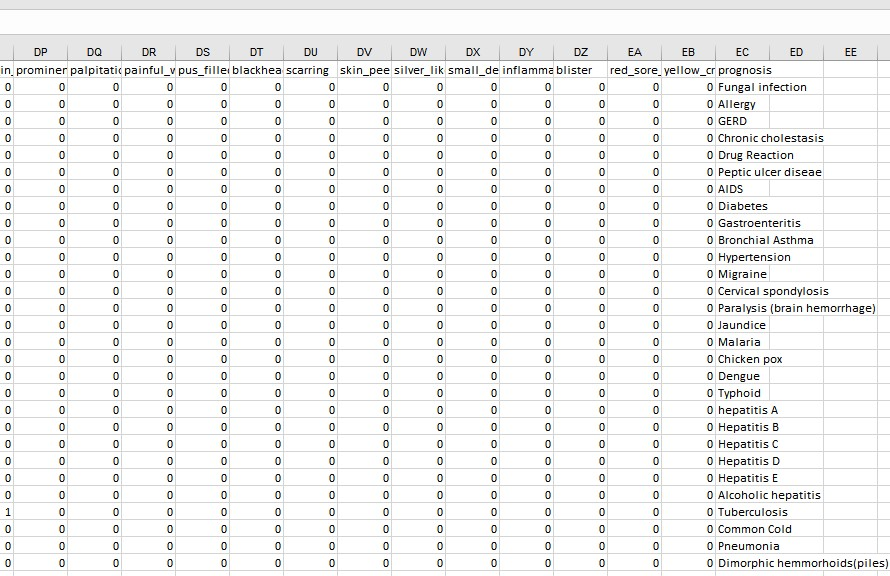 DP DQ DR DS DT DU DV DW DX DY DZ EA EB EC ED EE
in_ prominen palpitatio painful_w pus_filled blackhea scarring skin_pee silver_lik small_de inflamma blister red_sore_ yellow_cr prognosis
0 0 0 0 0 0 0 0 0 0 0 0 0 0 Fungal infection
0 0 0 0 0 0 0 0 0 0 0 0 0 0 Allergy
0 0 0 0 0 0 0 0 0 0 0 0 0 0 GERD
0 0 0 0 0 0 0 0 0 0 0 0 0 0 Chronic cholestasis
0 0 0 0 0 0 0 0 0 0 0 0 0 0 Drug Reaction
0 0 0 0 0 0 0 0 0 0 0 0 0 0 Peptic ulcer diseae
0 0 0 0 0 0 0 0 0 0 0 0 0 0 AIDS
0 0 0 0 0 0 0 0 0 0 0 0 0 0 Diabetes
0 0 0 0 0 0 0 0 0 0 0 0 0 0 Gastroenteritis
0 0 0 0 0 0 0 0 0 0 0 0 0 0 Bronchial Asthma
0 0 0 0 0 0 0 0 0 0 0 0 0 0 Hypertension
0 0 0 0 0 0 0 0 0 0 0 0 0 0 Migraine
0 0 0 0 0 0 0 0 0 0 0 0 0 0 Cervical spondylosis
0 0 0 0 0 0 0 0 0 0 0 0 0 0 Paralysis (brain hemorrhage)
0 0 0 0 0 0 0 0 0 0 0 0 0 0 Jaundice
0 0 0 0 0 0 0 0 0 0 0 0 0 0 Malaria
0 0 0 0 0 0 0 0 0 0 0 0 0 0 Chicken pox
0 0 0 0 0 0 0 0 0 0 0 0 0 0 Dengue
0 0 0 0 0 0 0 0 0 0 0 0 0 0 Typhoid
0 0 0 0 0 0 0 0 0 0 0 0 0 0 hepatitis A
0 0 0 0 0 0 0 0 0 0 0 0 0 0 Hepatitis B
0 0 0 0 0 0 0 0 0 0 0 0 0 0 Hepatitis C
0 0 0 0 0 0 0 0 0 0 0 0 0 0 Hepatitis D
0 0 0 0 0 0 0 0 0 0 0 0 0 0 Hepatitis E
0 0 0 0 0 0 0 0 0 0 0 0 0 0 Alcoholic hepatitis
1 0 0 0 0 0 0 0 0 0 0 0 0 0 Tuberculosis
0 0 0 0 0 0 0 0 0 0 0 0 0 0 Common Cold
0 0 0 0 0 0 0 0 0 0 0 0 0 0 Pneumonia
0 0 0 0 0 0 0 0 0 0 0 0 0 0 Dimorphic hemmorhoids(piles)